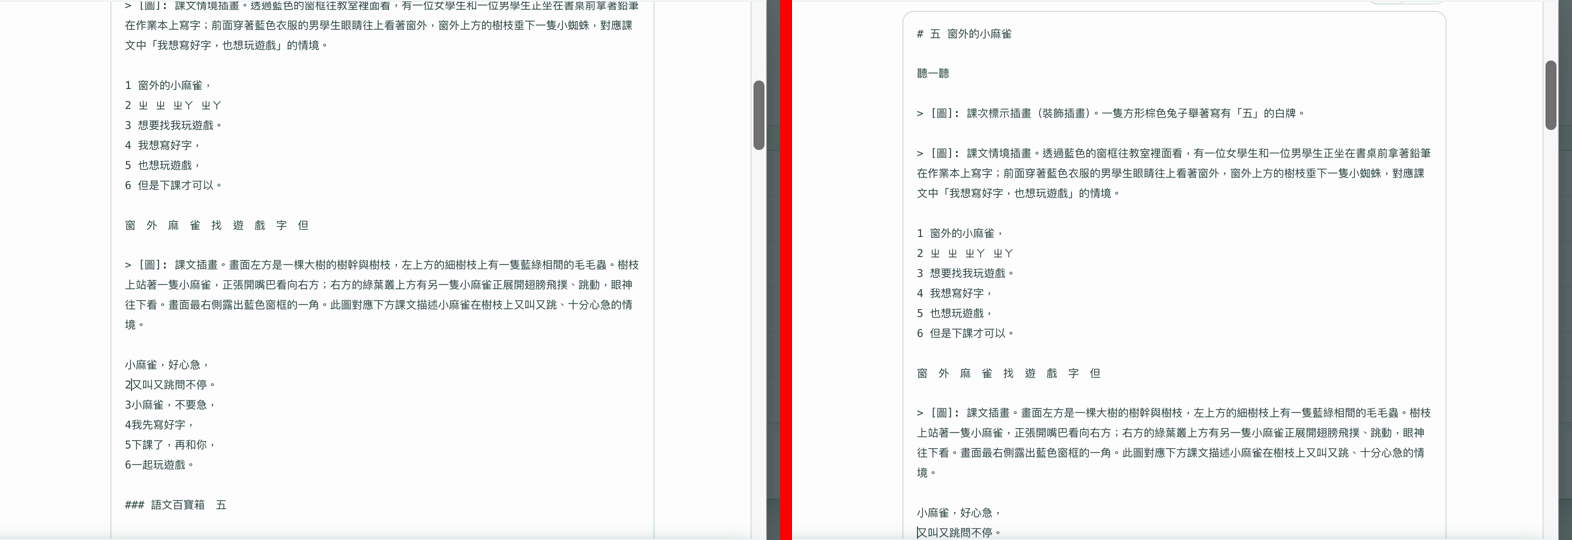 > [圖]: 課文情境插畫。透過藍色的窗框往教室裡面看，有一位女學生和一位男學生正坐在書桌前拿著鉛筆
在作業本上寫字；前面穿著藍色衣服的男學生眼睛往上看著窗外，窗外上方的樹枝垂下一隻小蜘蛛，對應課
文中「我想寫好字，也想玩遊戲」的情境。
1 窗外的小麻雀，
2 ㄓ ㄓ ㄓㄚ ㄓㄚ
3 想要找我玩遊戲。
4 我想寫好字，
5 也想玩遊戲，
6 但是下課才可以。
窗 外 麻 雀 找 遊 戲 字 但
> [圖]: 課文插畫。畫面左方是一棵大樹的樹幹與樹枝，左上方的細樹枝上有一隻藍綠相間的毛毛蟲。樹枝
上站著一隻小麻雀，正張開嘴巴看向右方；右方的綠葉叢上方有另一隻小麻雀正展開翅膀飛撲、跳動，眼神
往下看。畫面最右側露出藍色窗框的一角。此圖對應下方課文描述小麻雀在樹枝上又叫又跳、十分心急的情
境。
小麻雀，好心急，
2又叫又跳問不停。
3小麻雀，不要急，
4我先寫好字，
5下課了，再和你，
6一起玩遊戲。
### 語文百寶箱 五
# 五 窗外的小麻雀
聽一聽
> [圖]: 課次標示插畫（裝飾插畫）。一隻方形棕色兔子舉著寫有「五」的白牌。
> [圖]: 課文情境插畫。透過藍色的窗框往教室裡面看，有一位女學生和一位男學生正坐在書桌前拿著鉛筆
在作業本上寫字；前面穿著藍色衣服的男學生眼睛往上看著窗外，窗外上方的樹枝垂下一隻小蜘蛛，對應課
文中「我想寫好字，也想玩遊戲」的情境。
1 窗外的小麻雀，
2 ㄓ ㄓ ㄓㄚ ㄓㄚ
3 想要找我玩遊戲。
4 我想寫好字，
5 也想玩遊戲，
6 但是下課才可以。
窗 外 麻 雀 找 遊 戲 字 但
> [圖]: 課文插畫。畫面左方是一棵大樹的樹幹與樹枝，左上方的細樹枝上有一隻藍綠相間的毛毛蟲。樹枝
上站著一隻小麻雀，正張開嘴巴看向右方；右方的綠葉叢上方有另一隻小麻雀正展開翅膀飛撲、跳動，眼神
往下看。畫面最右側露出藍色窗框的一角。此圖對應下方課文描述小麻雀在樹枝上又叫又跳、十分心急的情
境。
小麻雀，好心急，
又叫又跳問不停。